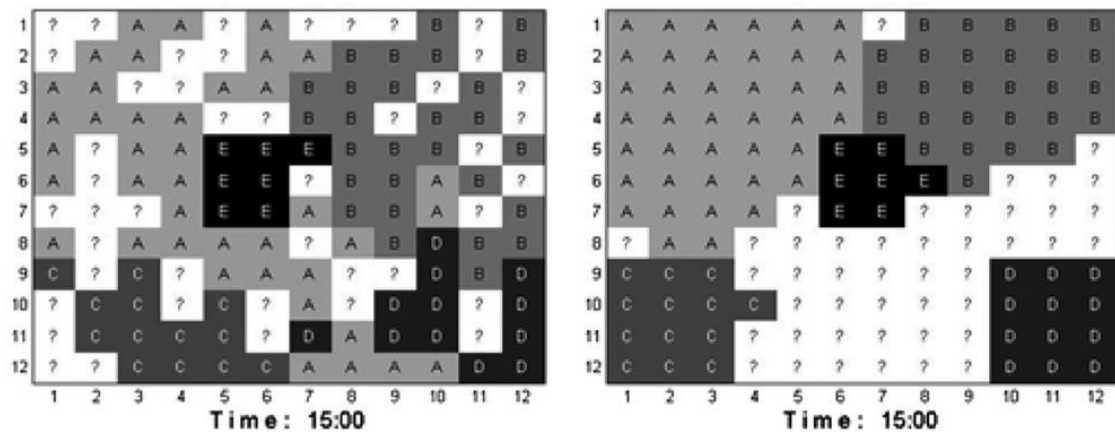 1 ? ? A A ? A ? ? ? B ? B
2 ? A A ? ? A A B B B ? B
3 A A ? ? A A B B B ? B ?
4 A A A A ? ? B B ? B B ?
5 A ? A A E E E B B B ? B
6 A ? A A E E ? B B A B ?
7 ? ? ? A E E A B B A ? B
8 A ? A A A A ? A B D B B
9 C ? C ? A A A ? ? D B D
10 ? C C ? C ? A ? D D ? D
11 ? C C C C ? D A D D ? D
12 ? ? C C C C A A A A D D
1 2 3 4 5 6 7 8 9 10 11 12
Time: 15:00
1 A A A A A A ? B B B B B
2 A A A A A A B B B B B B
3 A A A A A A B B B B B B
4 A A A A A A B B B B B B
5 A A A A A E E B B B B ?
6 A A A A A E E E B ? ? ?
7 A A A A ? E E ? ? ? ? ?
8 ? A A ? ? ? ? ? ? ? ? ?
9 C C C ? ? ? ? ? ? D D D
10 C C C C ? ? ? ? ? D D D
11 C C C ? ? ? ? ? ? D D D
12 C C C ? ? ? ? ? ? D D D
1 2 3 4 5 6 7 8 9 10 11 12
Time: 15:00